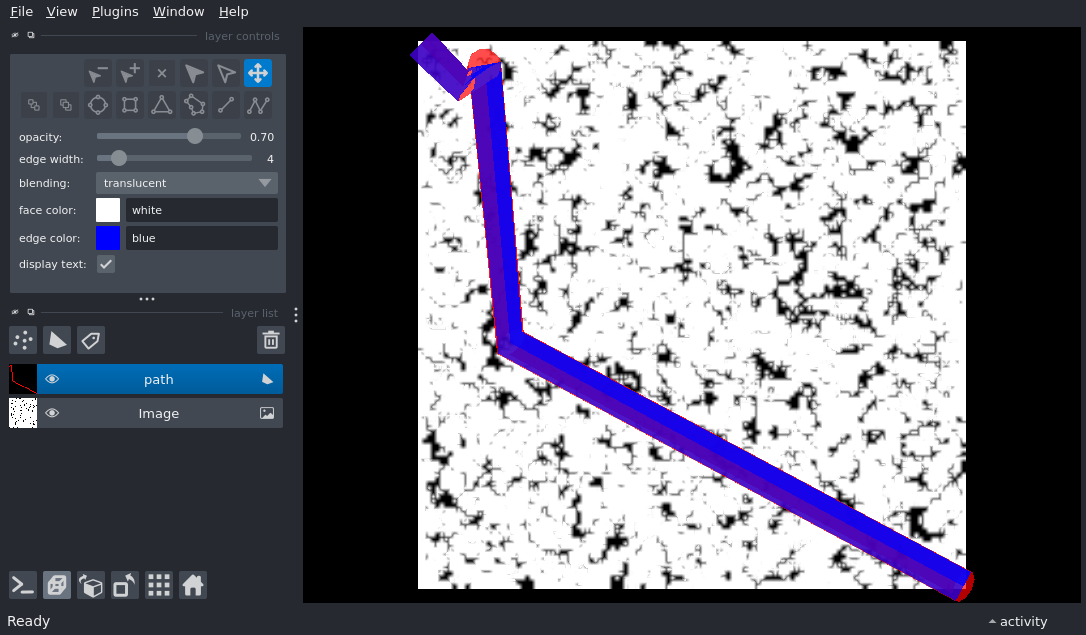 File View Plugins Window Help
layer controls
opacity: 0.70
edge width: 4
blending: translucent
face color: white
edge color: blue
display text:
layer list
path
Image
Ready
activity